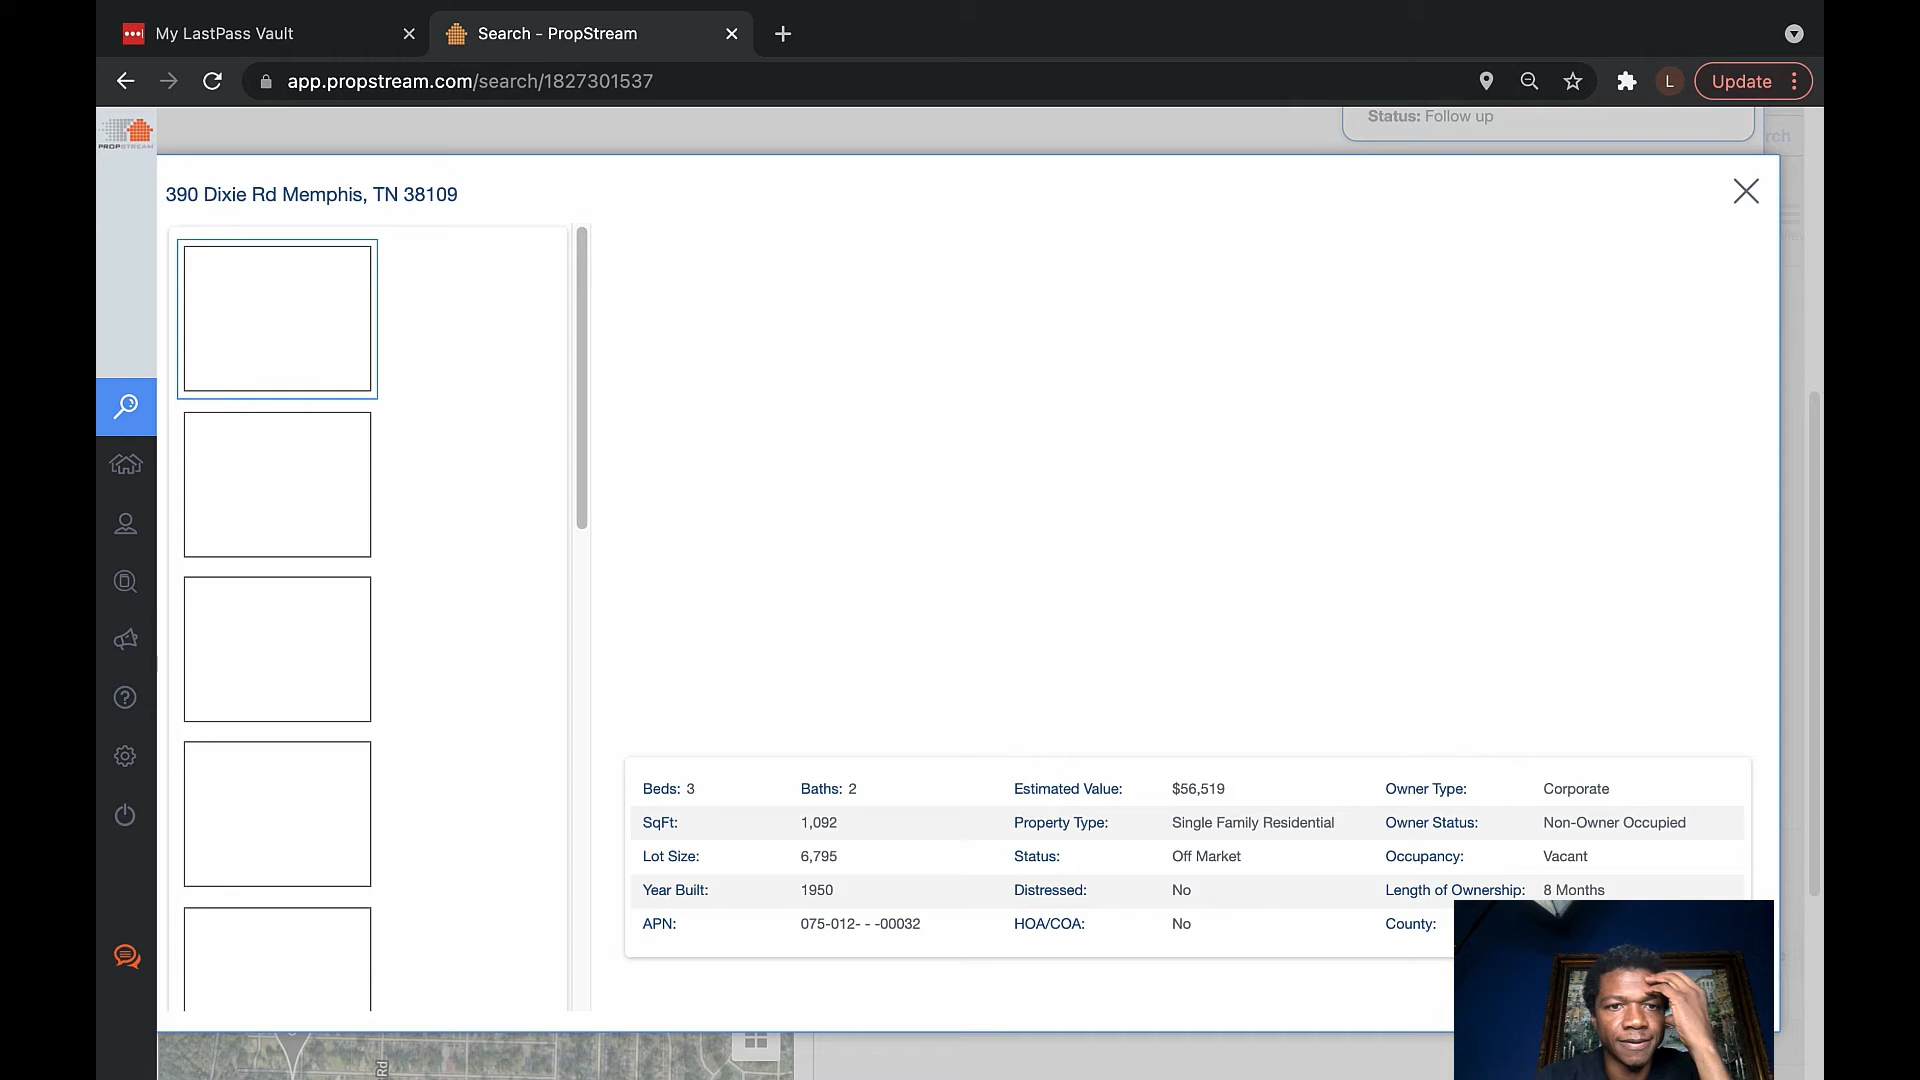 My LastPass Vault
Search - PropStream
app.propstream.com/search/1827301537
L
Update
PROPSTREAM
Status: Follow up
rch
390 Dixie Rd Memphis, TN 38109
Beds: 3 Baths: 2 Estimated Value: $56,519 Owner Type: Corporate
SqFt: 1,092 Property Type: Single Family Residential Owner Status: Non-Owner Occupied
Lot Size: 6,795 Status: Off Market Occupancy: Vacant
Year Built: 1950 Distressed: No Length of Ownership: 8 Months
APN: 075-012- - -00032 HOA/COA: No County:
Rd